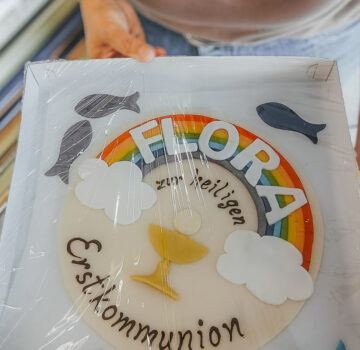 FLORA
zur heiligen
Erstkommunion